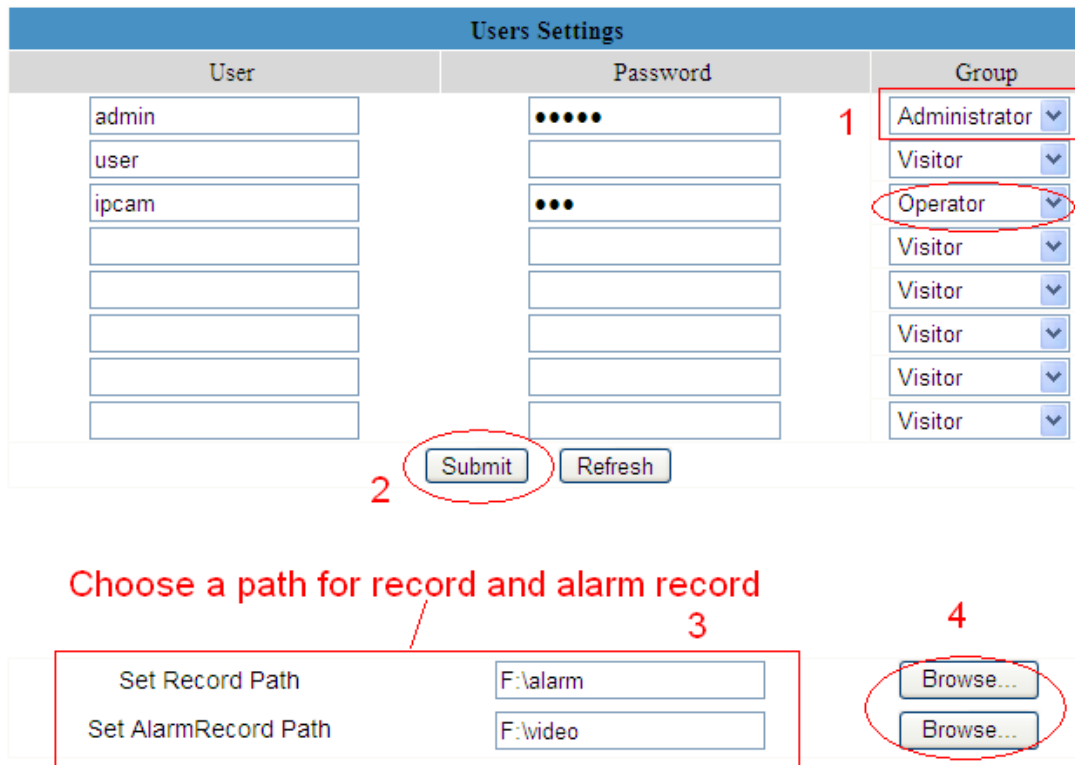 Users Settings
User Password Group
admin ●●●●● 1 Administrator
user Visitor
ipcam ●●● Operator
Visitor
Visitor
Visitor
Visitor
Visitor
2 Submit Refresh
Choose a path for record and alarm record
3 4
Set Record Path F:\alarm Browse...
Set AlarmRecord Path F:\video Browse...